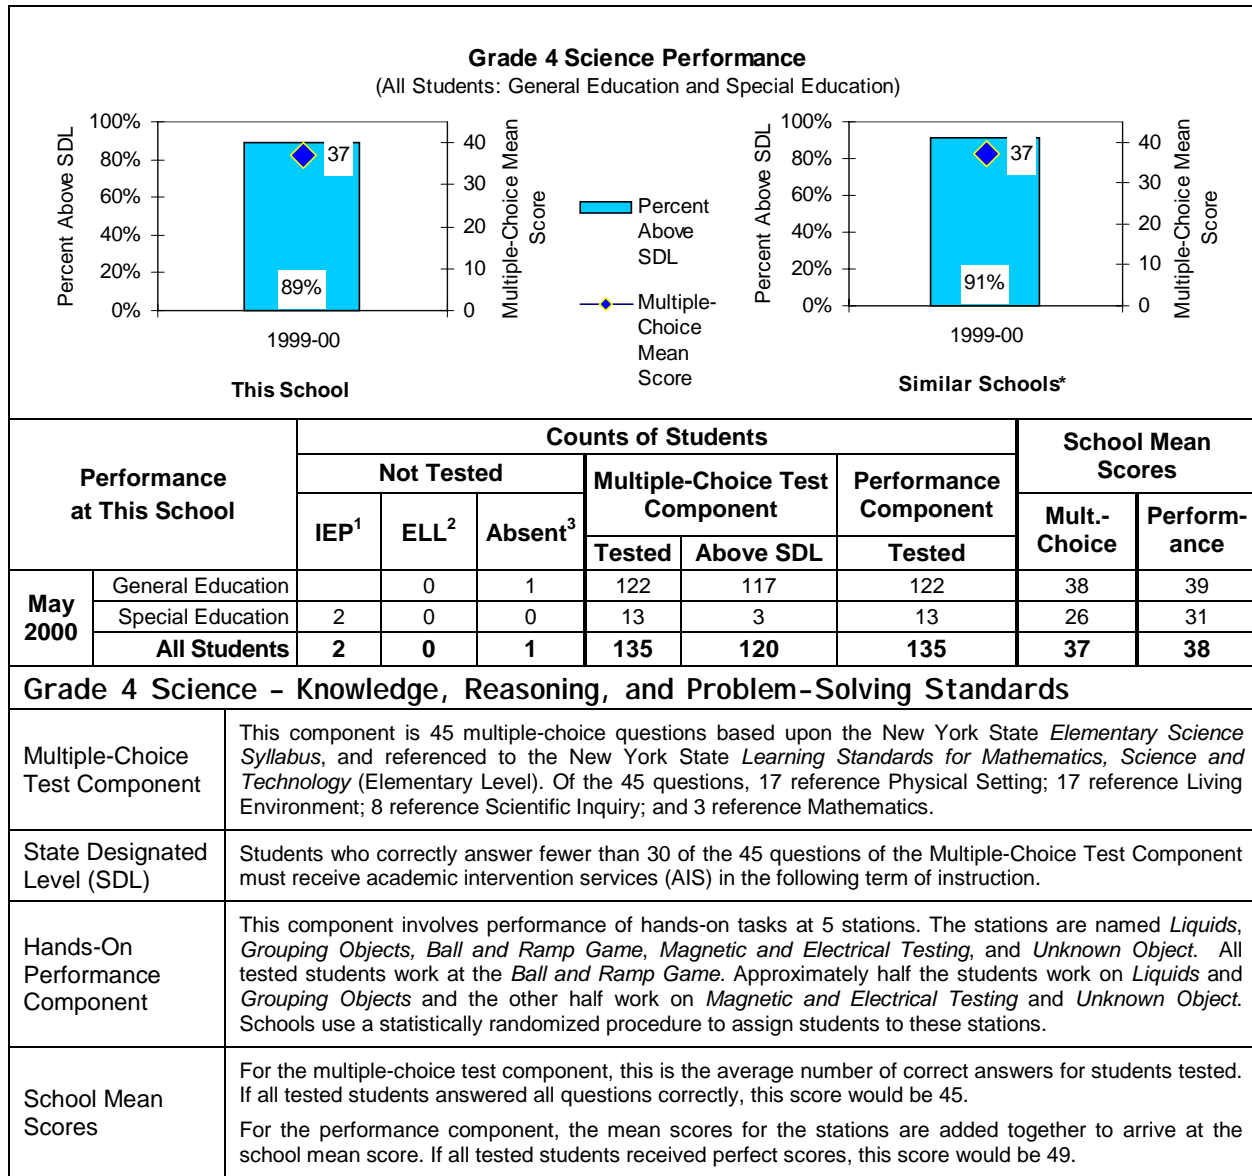 Grade 4 Science Performance
(All Students: General Education and Special Education)
Percent Above SDL
100%
80%
60%
40%
20%
0%
37
89%
40
30
20
10
0
Multiple-Choice Mean
Score
1999-00
This School
Percent
Above
SDL
Multiple-
Choice
Mean
Score
Percent Above SDL
100%
80%
60%
40%
20%
0%
37
91%
40
30
20
10
0
Multiple-Choice Mean
Score
1999-00
Similar Schools*
Performance
at This School
Counts of Students
School Mean
Scores
Not Tested
Multiple-Choice Test
Component
Performance
Component
IEP1 ELL2 Absent3
Mult.-
Choice
Perform-
ance
Tested Above SDL Tested
May
2000
General Education 0 1 122 117 122 38 39
Special Education 2 0 0 13 3 13 26 31
All Students 2 0 1 135 120 135 37 38
Grade 4 Science – Knowledge, Reasoning, and Problem-Solving Standards
Multiple-Choice
Test Component
This component is 45 multiple-choice questions based upon the New York State Elementary Science
Syllabus, and referenced to the New York State Learning Standards for Mathematics, Science and
Technology (Elementary Level). Of the 45 questions, 17 reference Physical Setting; 17 reference Living
Environment; 8 reference Scientific Inquiry; and 3 reference Mathematics.
State Designated
Level (SDL)
Students who correctly answer fewer than 30 of the 45 questions of the Multiple-Choice Test Component
must receive academic intervention services (AIS) in the following term of instruction.
Hands-On
Performance
Component
This component involves performance of hands-on tasks at 5 stations. The stations are named Liquids,
Grouping Objects, Ball and Ramp Game, Magnetic and Electrical Testing, and Unknown Object. All
tested students work at the Ball and Ramp Game. Approximately half the students work on Liquids and
Grouping Objects and the other half work on Magnetic and Electrical Testing and Unknown Object.
Schools use a statistically randomized procedure to assign students to these stations.
School Mean
Scores
For the multiple-choice test component, this is the average number of correct answers for students tested.
If all tested students answered all questions correctly, this score would be 45.
For the performance component, the mean scores for the stations are added together to arrive at the
school mean score. If all tested students received perfect scores, this score would be 49.